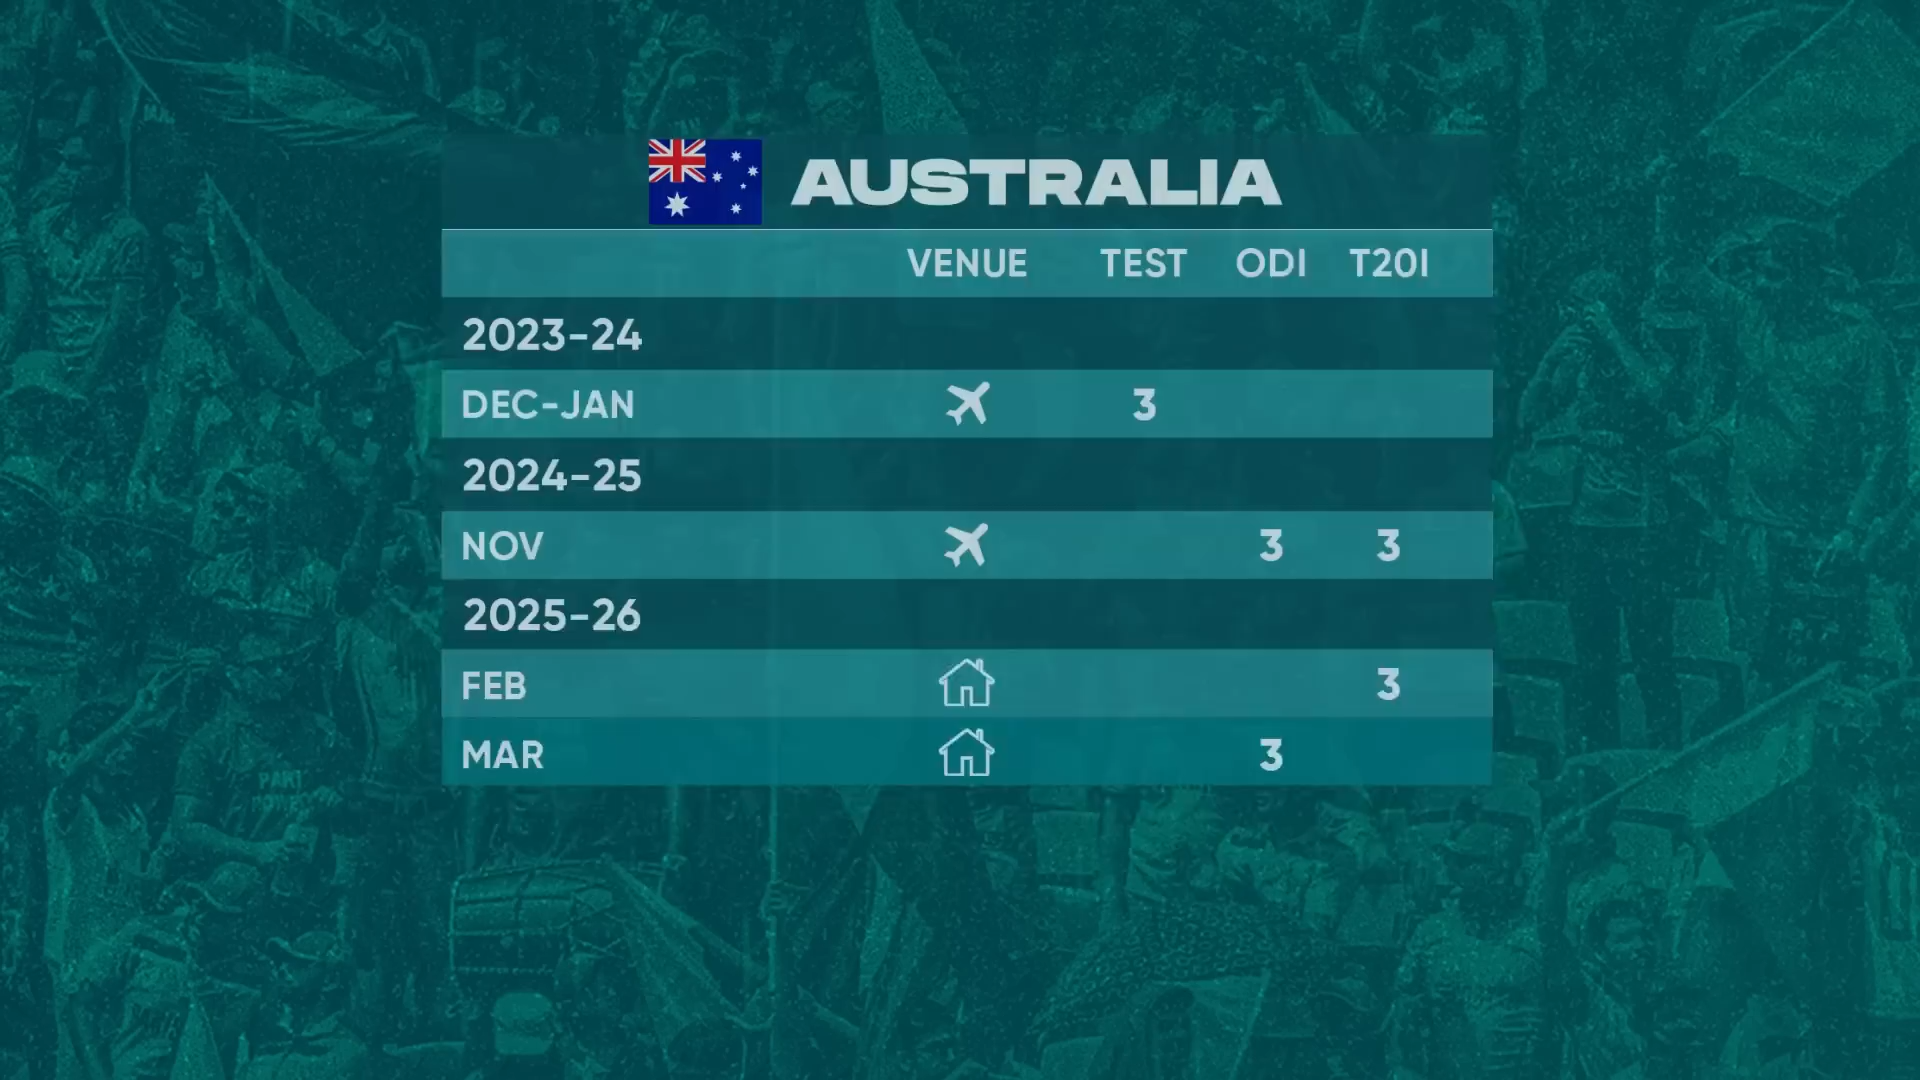 AUSTRALIA
VENUE TEST ODI T20I
2023-24
DEC-JAN 3
2024-25
NOV 3 3
2025-26
FEB 3
MAR 3